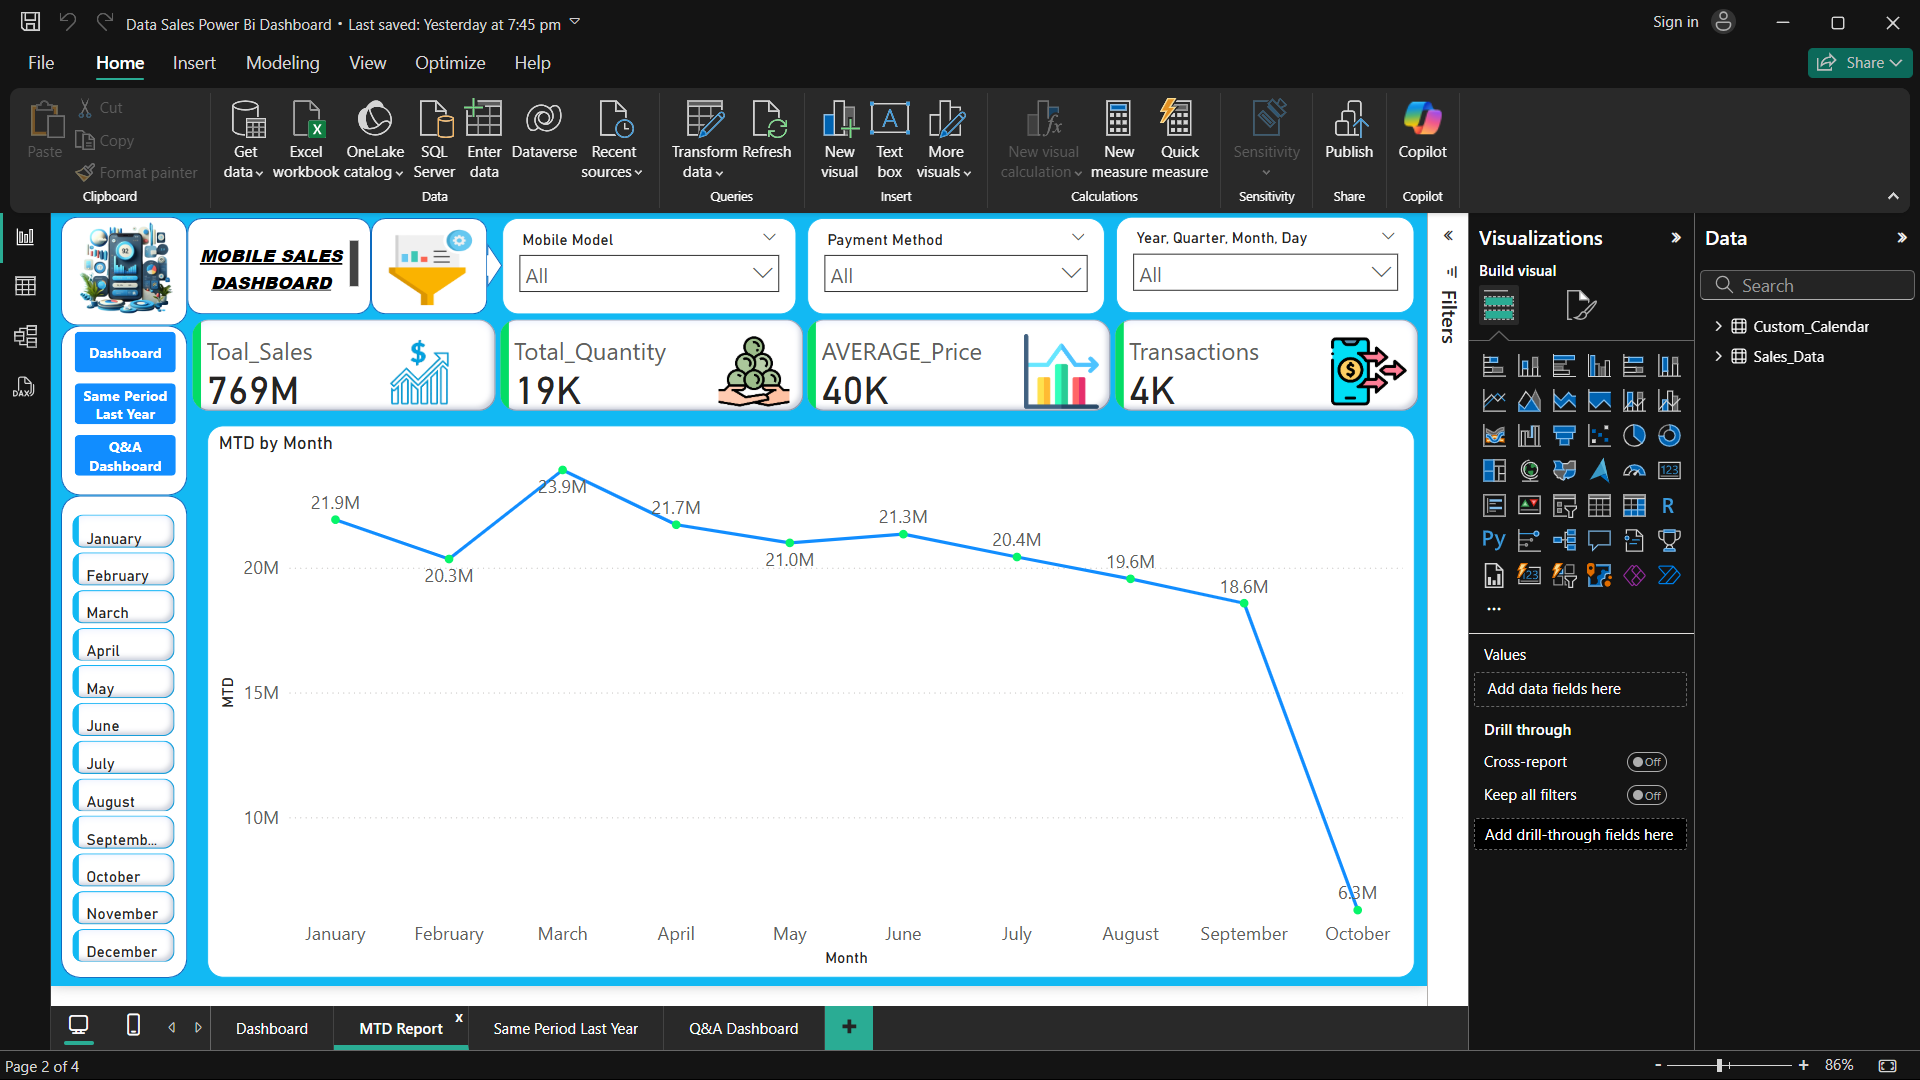 Data Sales Power Bi Dashboard • Last saved: Yesterday at 7:45 pm
Sign in
File
Home
Insert
Modeling
View
Optimize
Help
Share
Paste
Cut
Copy
Format painter
Clipboard
Get data
Excel workbook
OneLake catalog
SQL Server
Enter data
Dataverse
Recent sources
Data
Transform data
Refresh
Queries
New visual
Text box
More visuals
Insert
New visual calculation
New measure
Quick measure
Calculations
Sensitivity
Sensitivity
Publish
Share
Copilot
Copilot
MOBILE SALES
DASHBOARD
Mobile Model
All
Payment Method
All
Year, Quarter, Month, Day
All
Dashboard
Same Period
Last Year
Q&A
Dashboard
Toal_Sales
769M
Total_Quantity
19K
AVERAGE_Price
40K
Transactions
4K
January
February
March
April
May
June
July
August
Septemb...
October
November
December
MTD by Month
21.9M
20.3M
23.9M
21.7M
21.0M
21.3M
20.4M
19.6M
18.6M
6.3M
20M
15M
10M
MTD
January
February
March
April
May
June
July
August
September
October
Month
Filters
Visualizations
Build visual
Values
Add data fields here
Drill through
Cross-report
Off
Keep all filters
Off
Add drill-through fields here
Data
Search
Custom_Calendar
Sales_Data
Dashboard
MTD Report
x
Same Period Last Year
Q&A Dashboard
+
Page 2 of 4
- + 86%